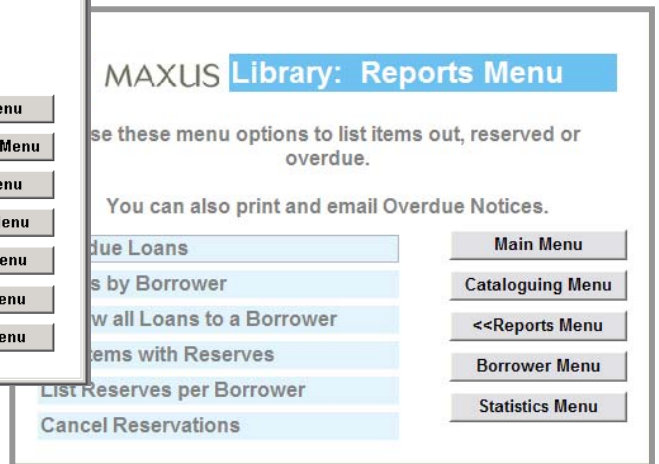 MAXUS Library: Reports Menu
se these menu options to list items out, reserved or
overdue.
You can also print and email Overdue Notices.
due Loans
s by Borrower
w all Loans to a Borrower
tems with Reserves
List Reserves per Borrower
Cancel Reservations
Main Menu
Cataloguing Menu
<<Reports Menu
Borrower Menu
Statistics Menu
enu
Menu
enu
enu
enu
enu
enu